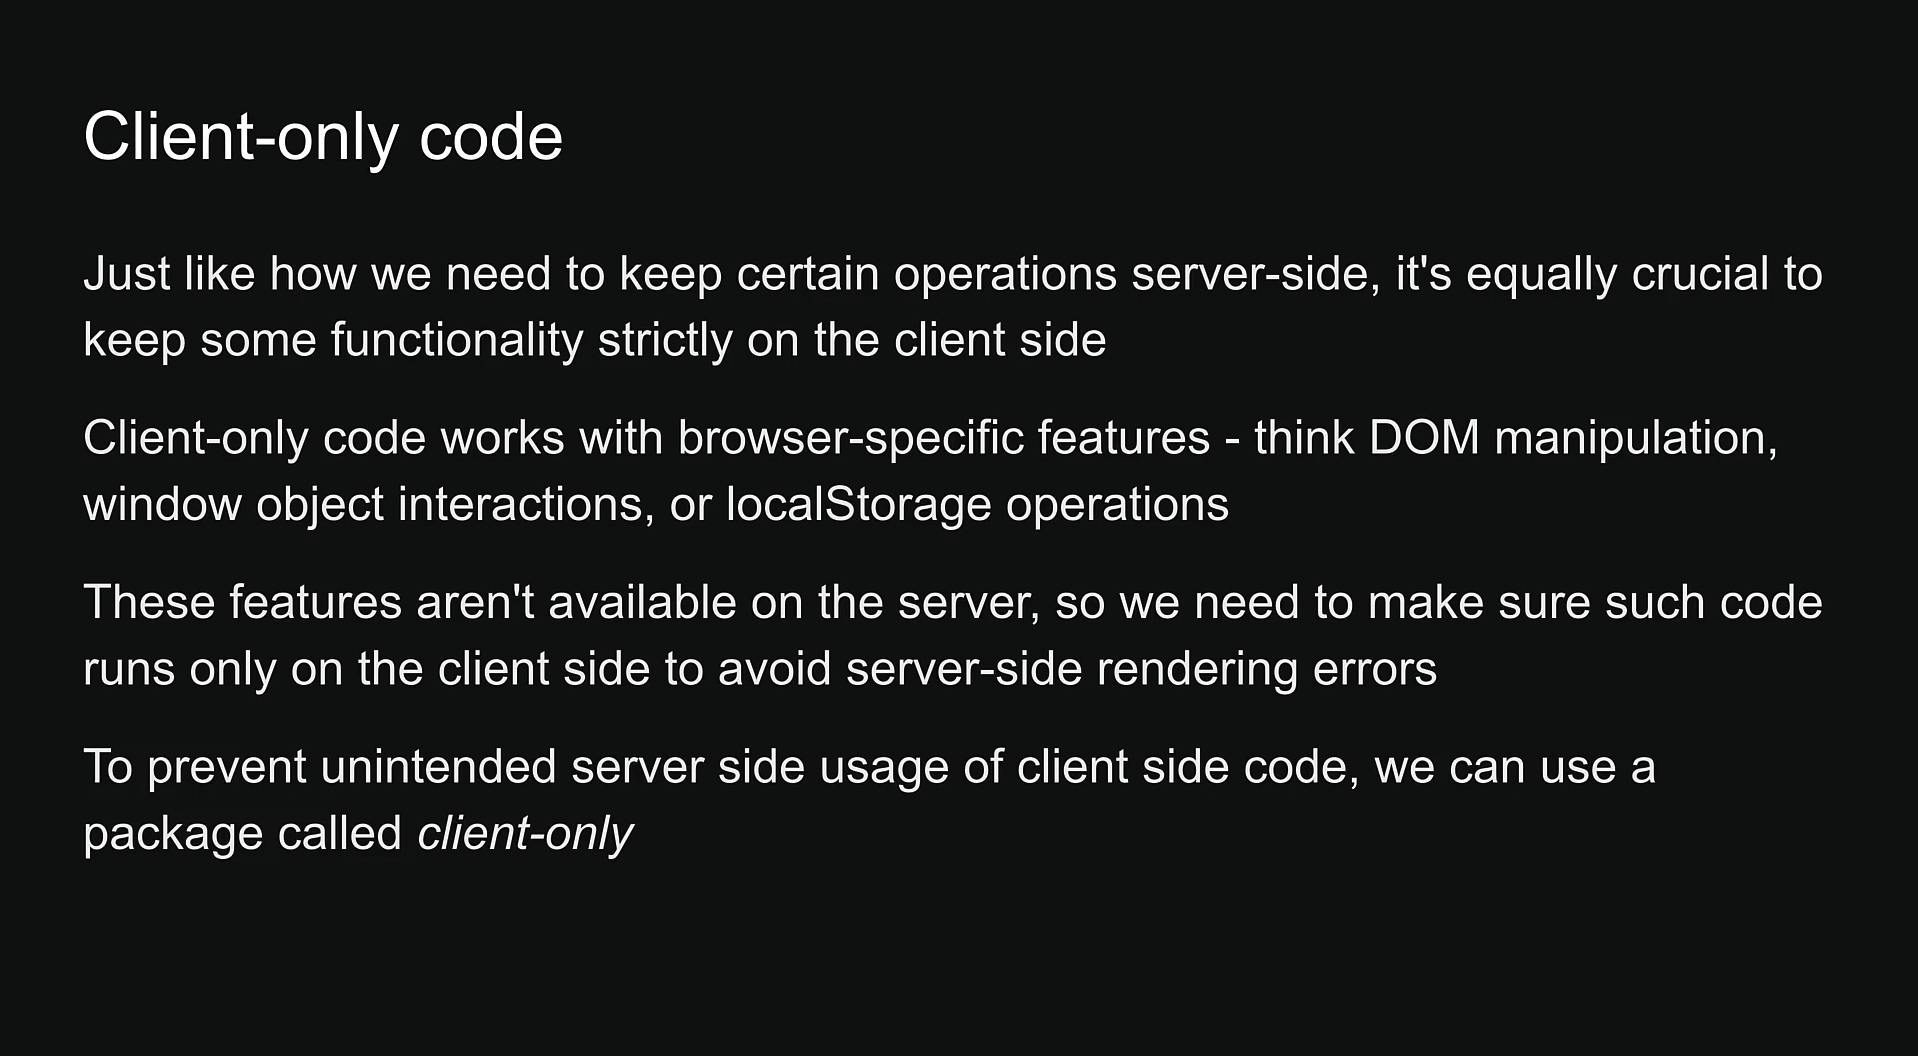 Client-only code
Just like how we need to keep certain operations server-side, it's equally crucial to
keep some functionality strictly on the client side
Client-only code works with browser-specific features - think DOM manipulation,
window object interactions, or localStorage operations
These features aren't available on the server, so we need to make sure such code
runs only on the client side to avoid server-side rendering errors
To prevent unintended server side usage of client side code, we can use a
package called client-only